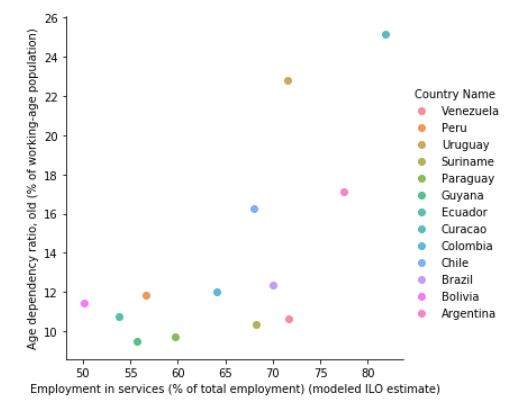 26
24
22
20
18
16
14
12
10
Age dependency ratio, old (% of working-age population)
50 55 60 65 70 75 80
Employment in services (% of total employment) (modeled ILO estimate)
Country Name
Venezuela
Peru
Uruguay
Suriname
Paraguay
Guyana
Ecuador
Curacao
Colombia
Chile
Brazil
Bolivia
Argentina